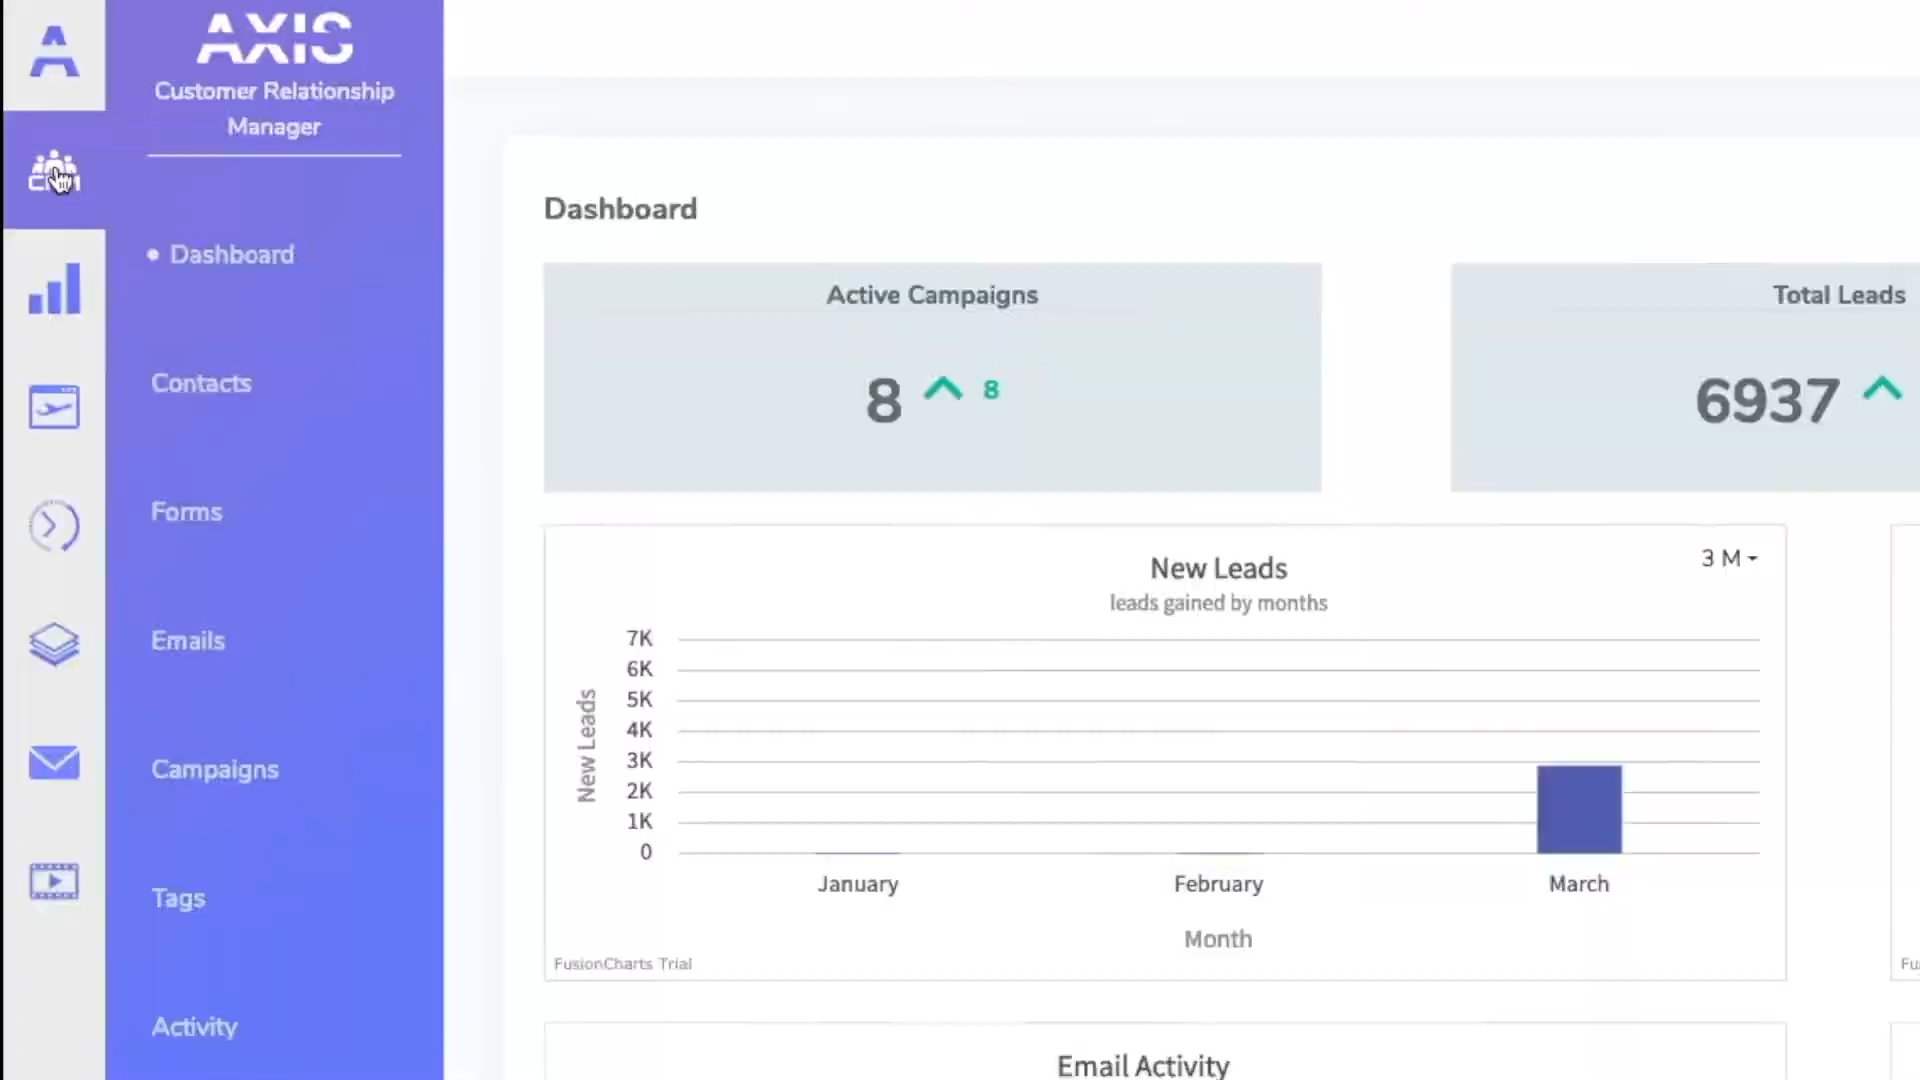 AXIS
Customer Relationship
Manager
Dashboard
Contacts
Forms
Emails
Campaigns
Tags
Activity
Dashboard
Active Campaigns
8 8
Total Leads
6937
New Leads
leads gained by months
3 M
New Leads
7K
6K
5K
4K
3K
2K
1K
0
January February March
Month
FusionCharts Trial
Email Activity